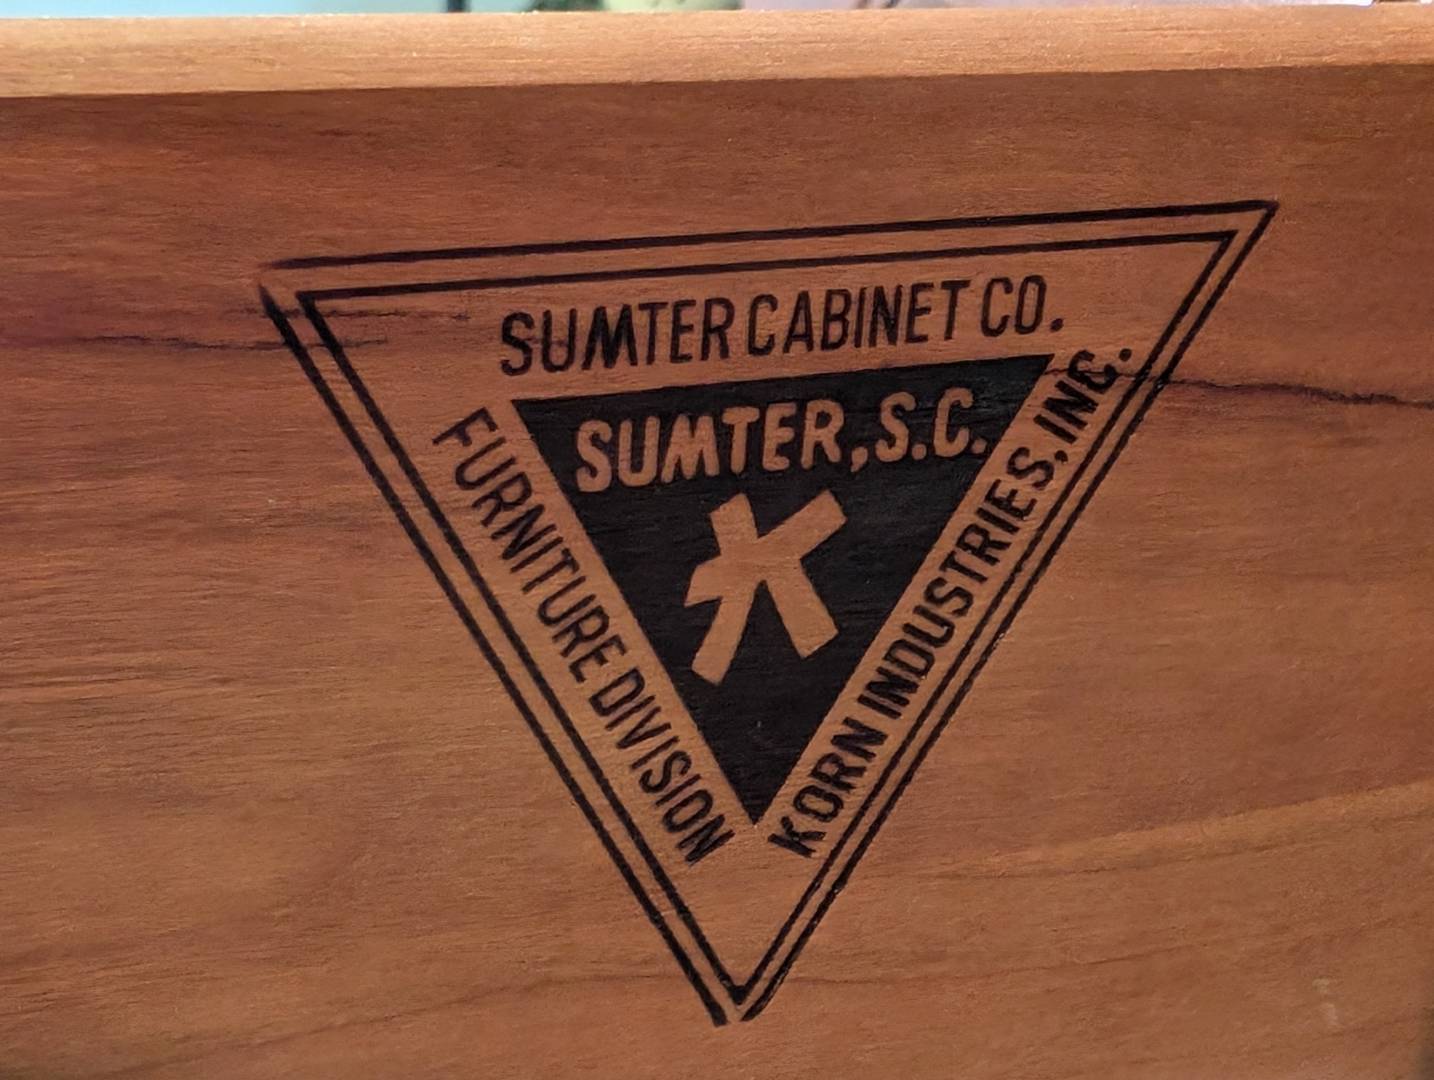 SUMTER CABINET CO.
SUMTER, S.C.
K
FURNITURE DIVISION
KORN INDUSTRIES, INC.